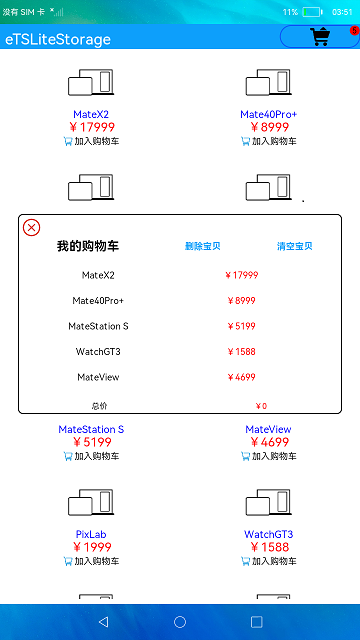 没有 SIM 卡 11% 03:51
eTSLiteStorage
MateX2 Mate40Pro+
￥17999 ￥8999
加入购物车 加入购物车
我的购物车 删除宝贝 清空宝贝
MateX2 ￥17999
Mate40Pro+ ￥8999
MateStation S ￥5199
WatchGT3 ￥1588
MateView ￥4699
总价 ￥0
MateStation S MateView
￥5199 ￥4699
加入购物车 加入购物车
PixLab WatchGT3
￥1999 ￥1588
加入购物车 加入购物车